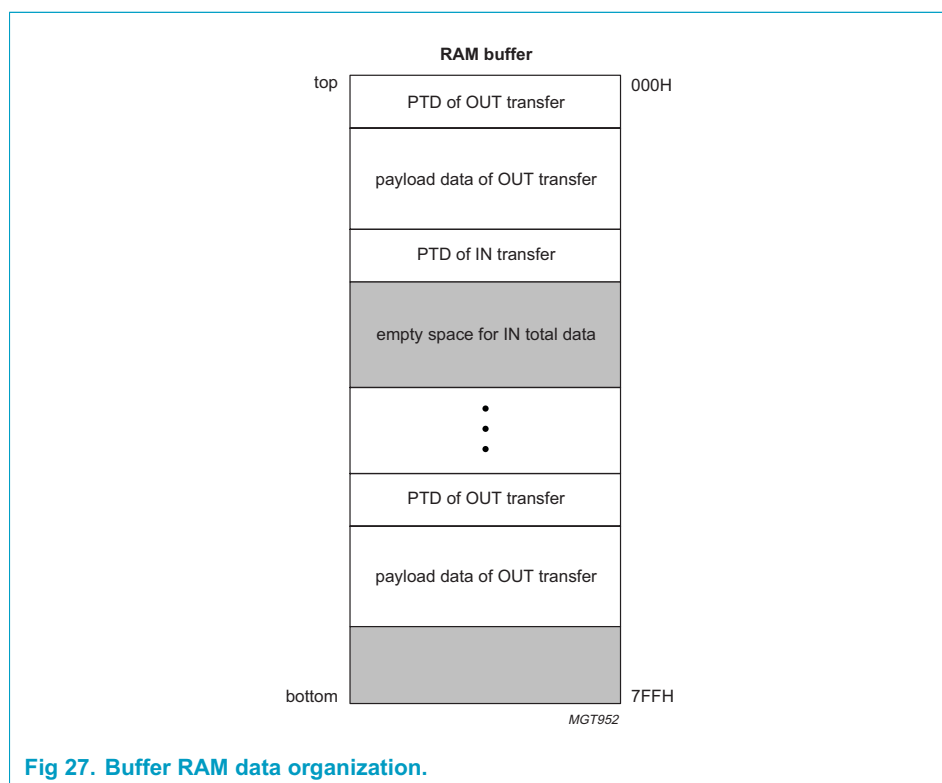 RAM buffer
top
000H
PTD of OUT transfer
payload data of OUT transfer
PTD of IN transfer
empty space for IN total data
PTD of OUT transfer
payload data of OUT transfer
bottom
7FFH
MGT952
Fig 27. Buffer RAM data organization.